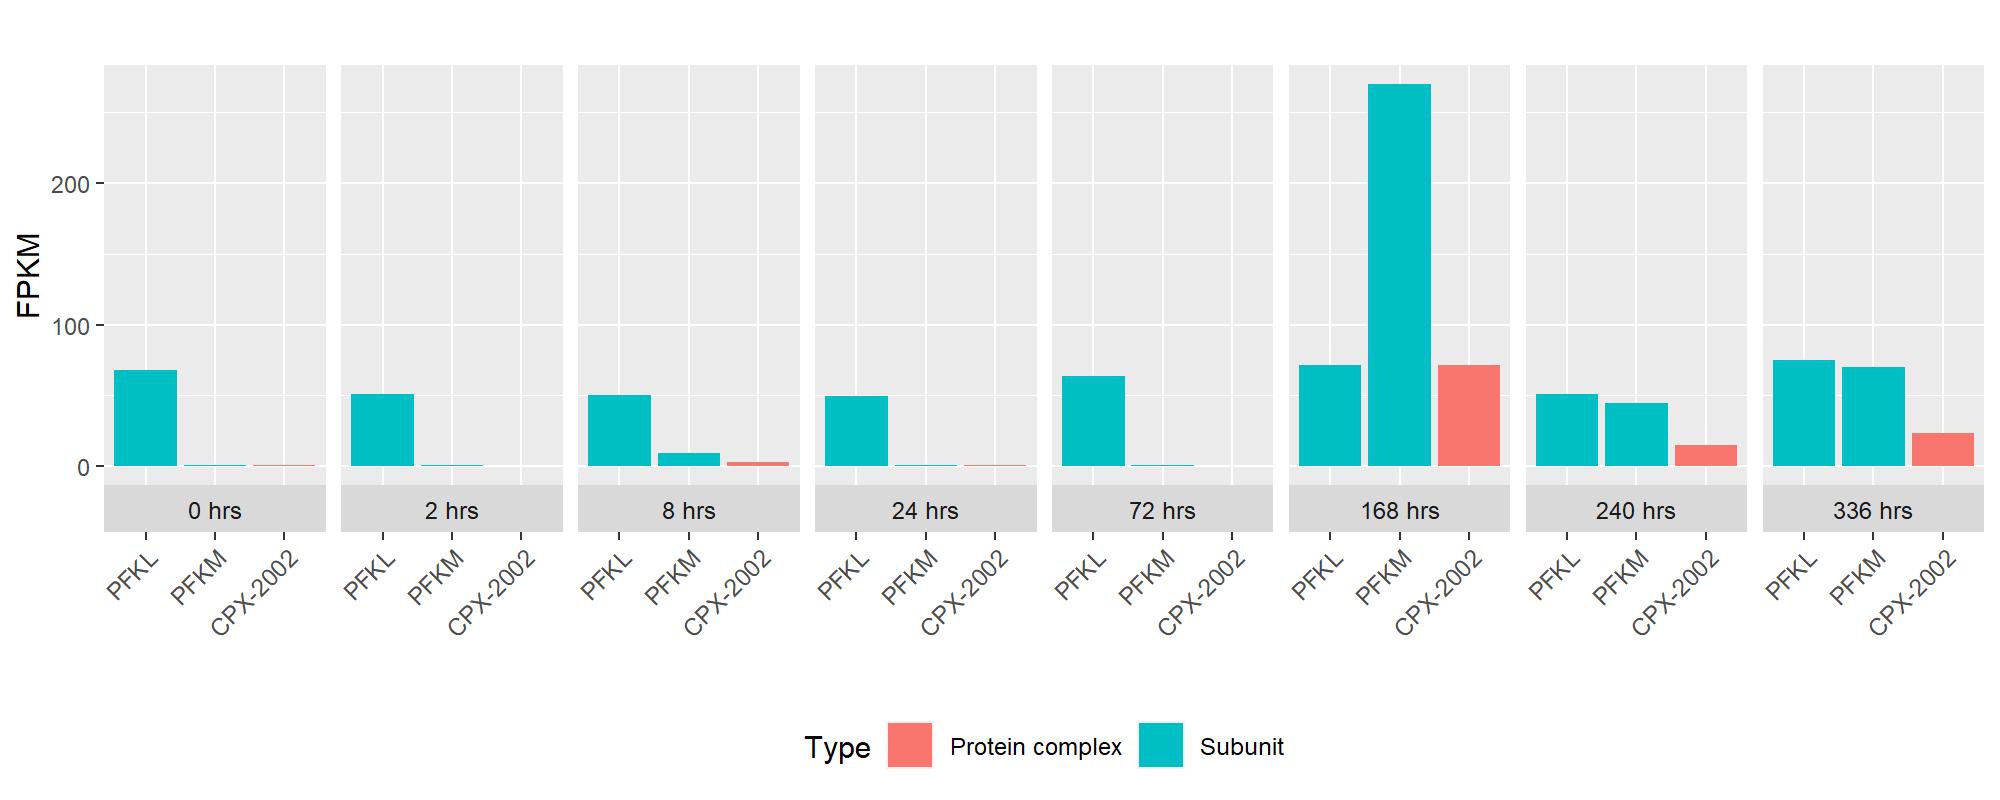 FPKM
200
100
0
0 hrs
2 hrs
8 hrs
24 hrs
72 hrs
168 hrs
240 hrs
336 hrs
PFKL
PFKM
CPX-2002
PFKL
PFKM
CPX-2002
PFKL
PFKM
CPX-2002
PFKL
PFKM
CPX-2002
PFKL
PFKM
CPX-2002
PFKL
PFKM
CPX-2002
PFKL
PFKM
CPX-2002
PFKL
PFKM
CPX-2002
Type Protein complex Subunit